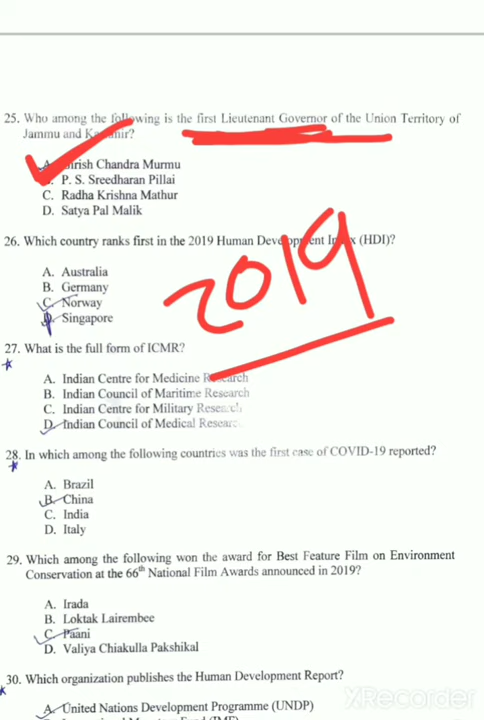 25. Who among the following is the first Lieutenant Governor of the Union Territory of
Jammu and Kashmir?
A. Girish Chandra Murmu
B. P. S. Sreedharan Pillai
C. Radha Krishna Mathur
D. Satya Pal Malik
26. Which country ranks first in the 2019 Human Development Index (HDI)?
2019
A. Australia
B. Germany
C. Norway
D. Singapore
27. What is the full form of ICMR?
A. Indian Centre for Medicine Research
B. Indian Council of Maritime Research
C. Indian Centre for Military Research
D. Indian Council of Medical Research
28. In which among the following countries was the first case of COVID-19 reported?
A. Brazil
B. China
C. India
D. Italy
29. Which among the following won the award for Best Feature Film on Environment
Conservation at the 66th National Film Awards announced in 2019?
A. Irada
B. Loktak Lairembee
C. Paani
D. Valiya Chiakulla Pakshikal
30. Which organization publishes the Human Development Report?
A. United Nations Development Programme (UNDP)
XRecorder